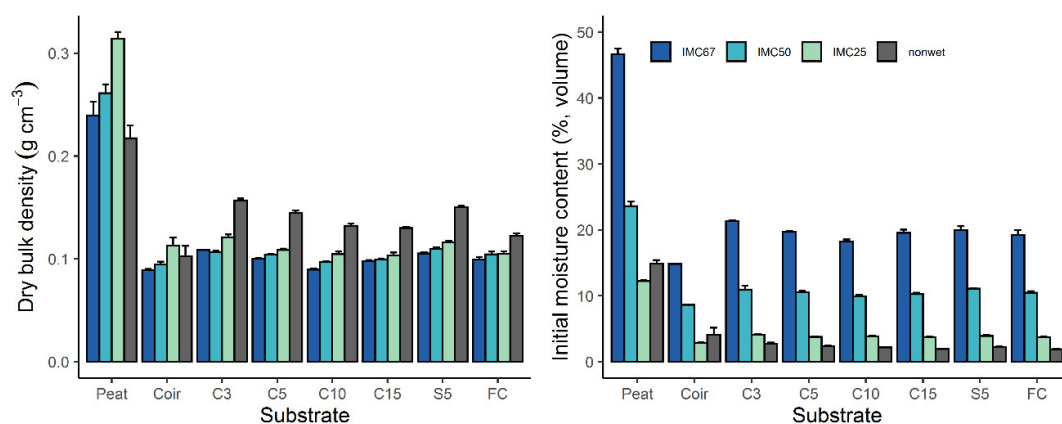 Dry bulk density (g cm⁻³)
0.3
0.2
0.1
0.0
Peat Coir C3 C5 C10 C15 S5 FC
Substrate
Initial moisture content (%, volume)
50
40
30
20
10
0
IMC67 IMC50 IMC25 nonwet
Peat Coir C3 C5 C10 C15 S5 FC
Substrate